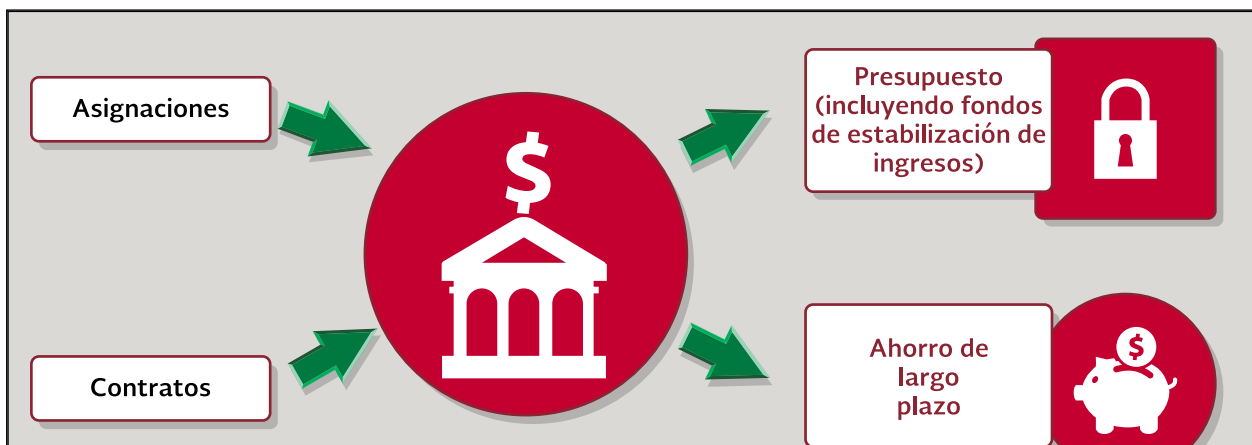 Asignaciones
Presupuesto
(incluyendo fondos
de estabilización de
ingresos)
$
Contratos
Ahorro de
largo
plazo
$